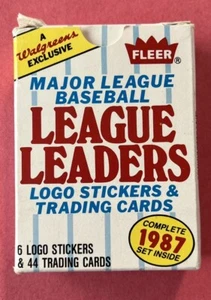 A
Walgreens
EXCLUSIVE
FLEER®
MAJOR LEAGUE
BASEBALL
LEAGUE
LEADERS
LOGO STICKERS &
TRADING CARDS
COMPLETE
1987
SET INSIDE
6 LOGO STICKERS
& 44 TRADING CARDS